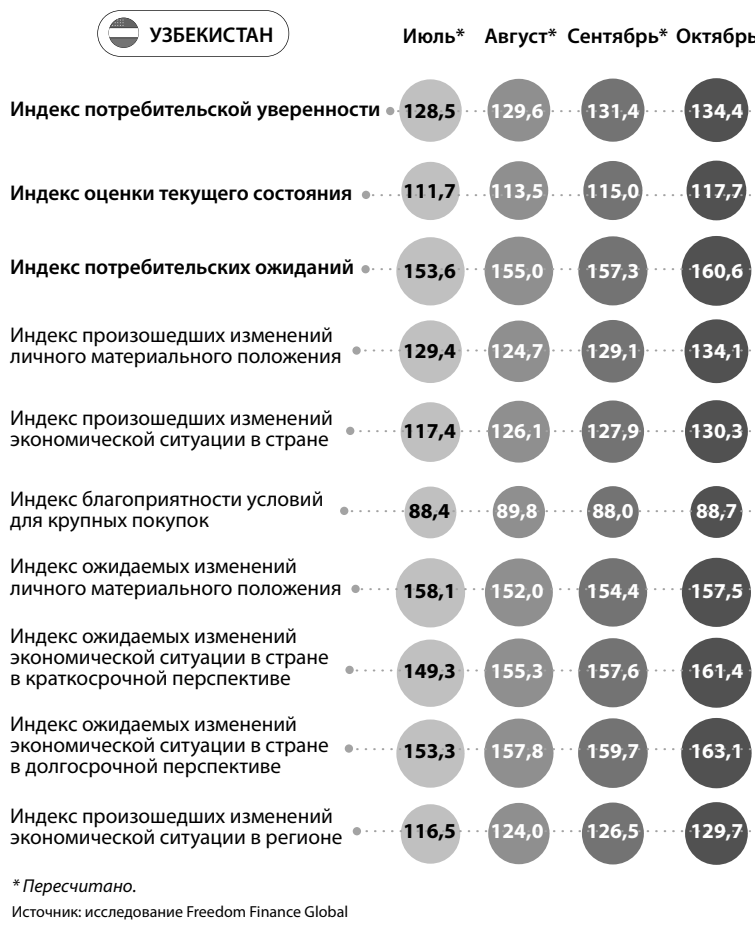 УЗБЕКИСТАН
Июль* Август* Сентябрь* Октябрь
Индекс потребительской уверенности 128,5 129,6 131,4 134,4
Индекс оценки текущего состояния 111,7 113,5 115,0 117,7
Индекс потребительских ожиданий 153,6 155,0 157,3 160,6
Индекс произошедших изменений
личного материального положения 129,4 124,7 129,1 134,1
Индекс произошедших изменений
экономической ситуации в стране 117,4 126,1 127,9 130,3
Индекс благоприятности условий
для крупных покупок 88,4 89,8 88,0 88,7
Индекс ожидаемых изменений
личного материального положения 158,1 152,0 154,4 157,5
Индекс ожидаемых изменений
экономической ситуации в стране
в краткосрочной перспективе 149,3 155,3 157,6 161,4
Индекс ожидаемых изменений
экономической ситуации в стране
в долгосрочной перспективе 153,3 157,8 159,7 163,1
Индекс произошедших изменений
экономической ситуации в регионе 116,5 124,0 126,5 129,7
* Пересчитано.
Источник: исследование Freedom Finance Global